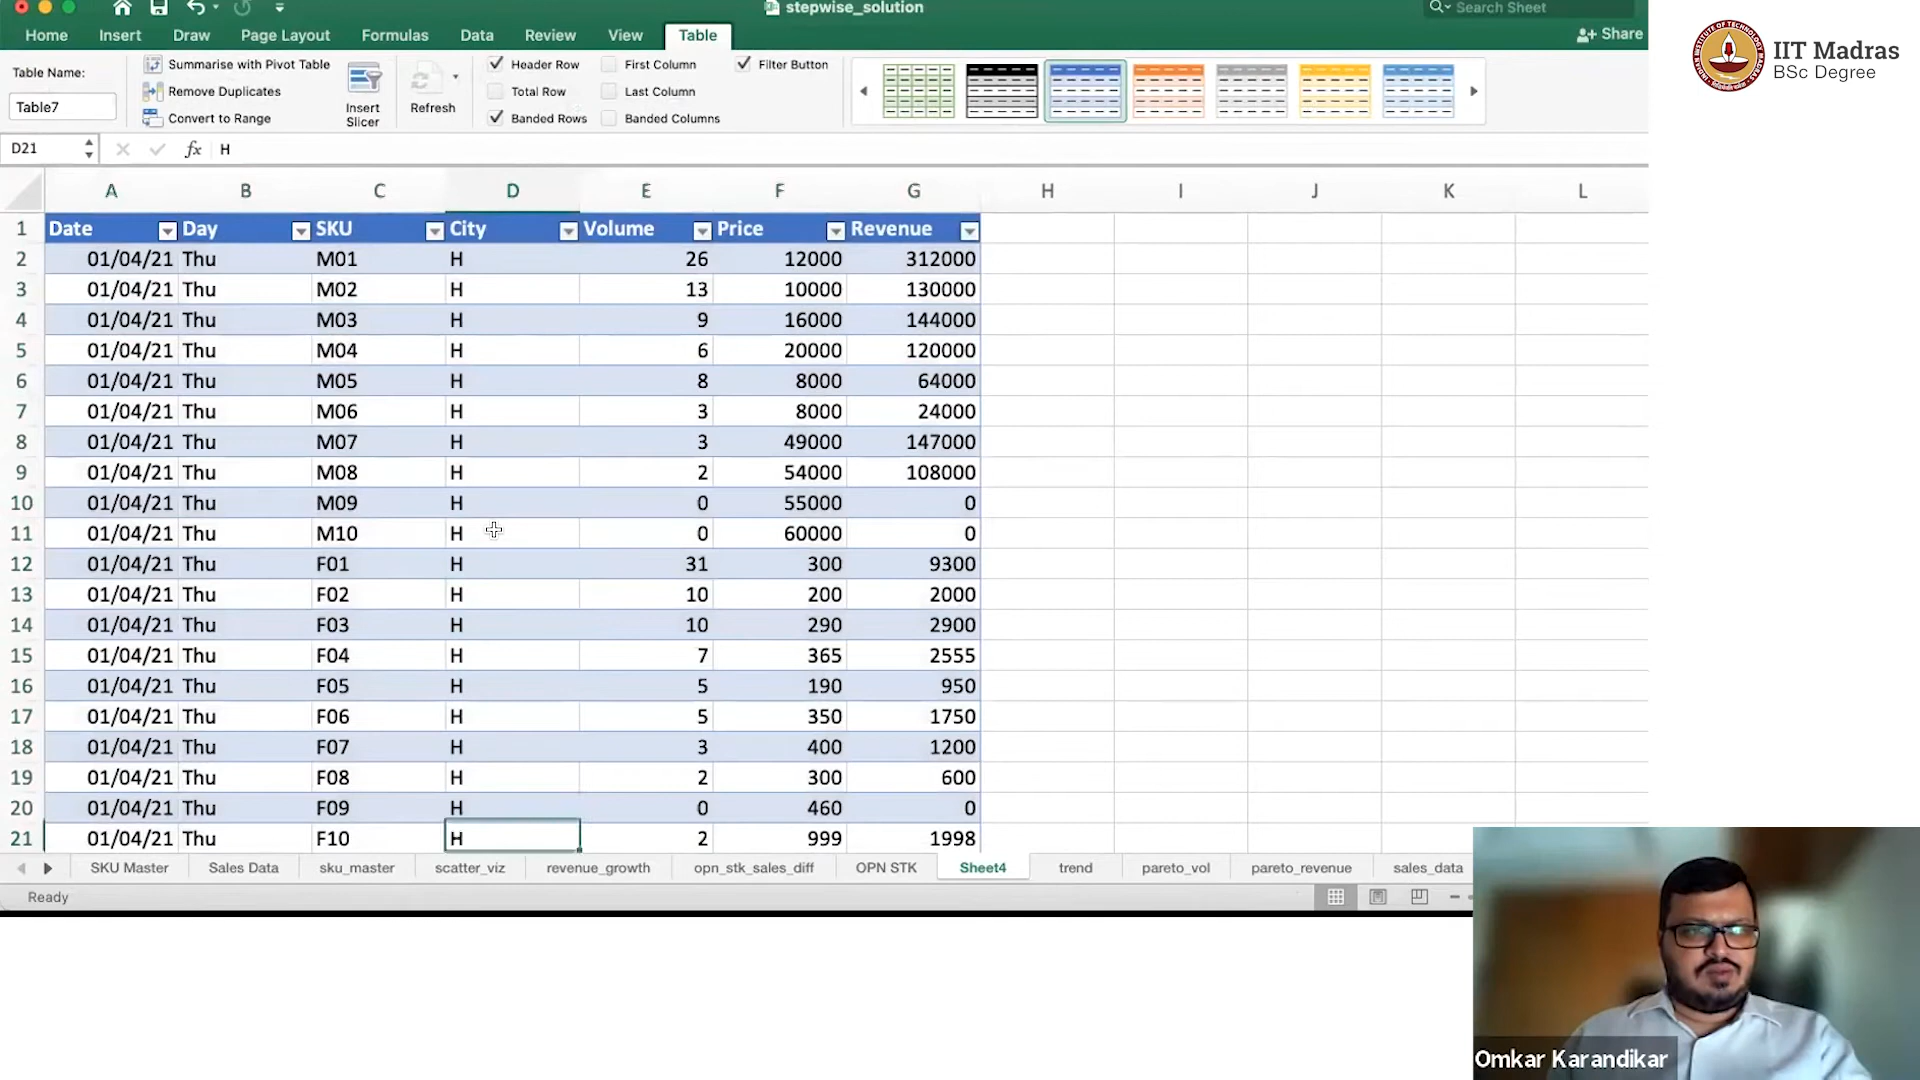 stepwise_solution
Search Sheet
Home Insert Draw Page Layout Formulas Data Review View Table
Share
Table Name:
Table7
Summarise with Pivot Table
Remove Duplicates
Convert to Range
Insert
Slicer
Refresh
Header Row First Column Filter Button
Total Row Last Column
Banded Rows Banded Columns
IIT Madras
BSc Degree
D21 fx H
A B C D E F G H I J K L
1 Date Day SKU City Volume Price Revenue
2 01/04/21 Thu M01 H 26 12000 312000
3 01/04/21 Thu M02 H 13 10000 130000
4 01/04/21 Thu M03 H 9 16000 144000
5 01/04/21 Thu M04 H 6 20000 120000
6 01/04/21 Thu M05 H 8 8000 64000
7 01/04/21 Thu M06 H 3 8000 24000
8 01/04/21 Thu M07 H 3 49000 147000
9 01/04/21 Thu M08 H 2 54000 108000
10 01/04/21 Thu M09 H 0 55000 0
11 01/04/21 Thu M10 H 0 60000 0
12 01/04/21 Thu F01 H 31 300 9300
13 01/04/21 Thu F02 H 10 200 2000
14 01/04/21 Thu F03 H 10 290 2900
15 01/04/21 Thu F04 H 7 365 2555
16 01/04/21 Thu F05 H 5 190 950
17 01/04/21 Thu F06 H 5 350 1750
18 01/04/21 Thu F07 H 3 400 1200
19 01/04/21 Thu F08 H 2 300 600
20 01/04/21 Thu F09 H 0 460 0
21 01/04/21 Thu F10 H 2 999 1998
SKU Master Sales Data sku_master scatter_viz revenue_growth opn_stk_sales_diff OPN STK Sheet4 trend pareto_vol pareto_revenue sales_data
Ready
Omkar Karandikar